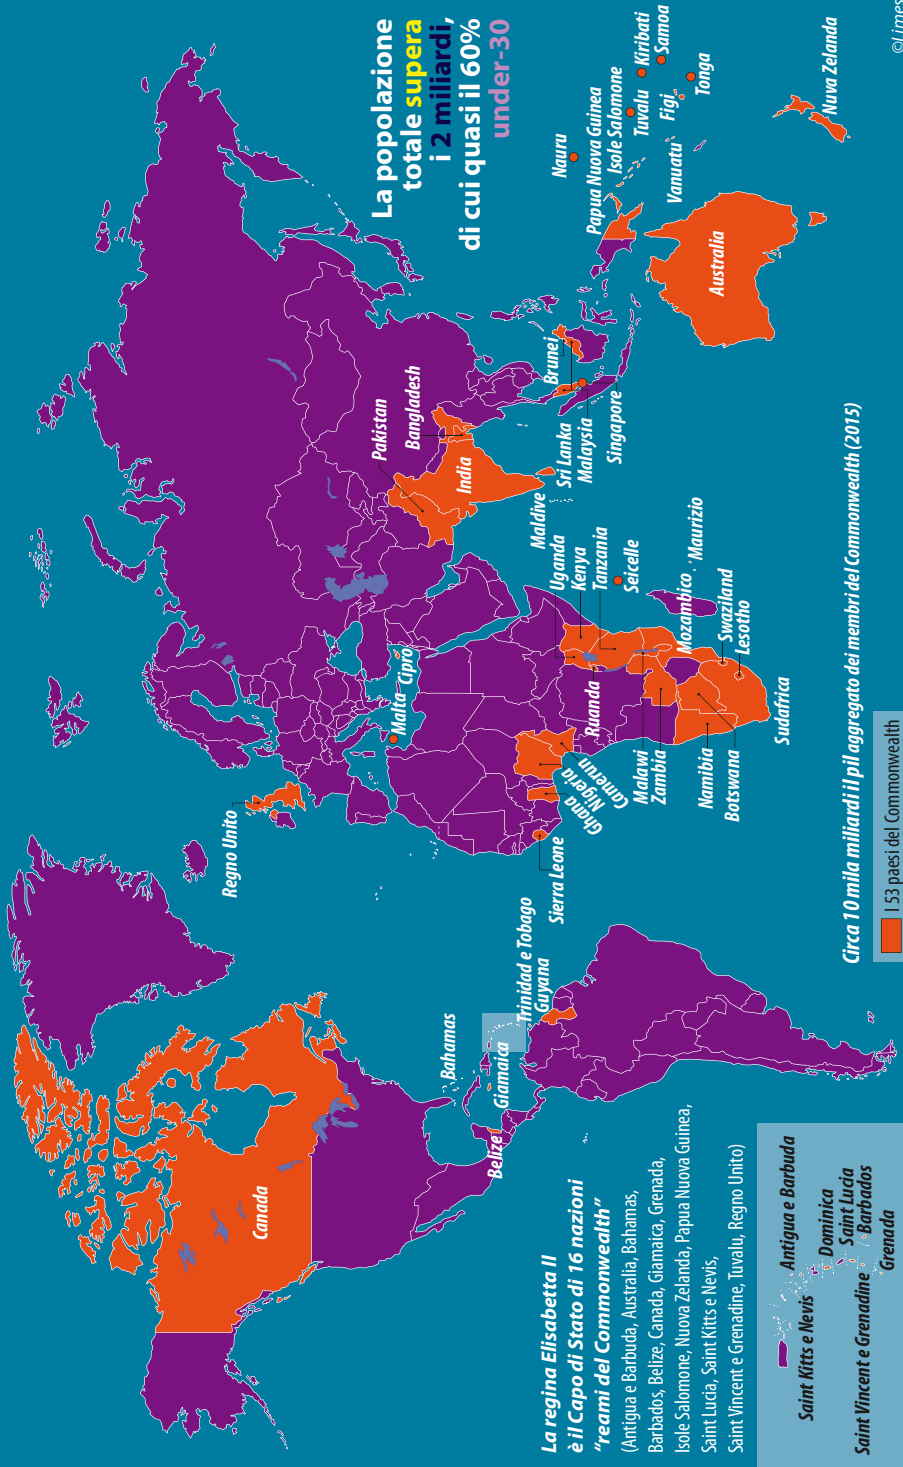 La popolazione
totale supera
i 2 miliardi,
di cui quasi il 60%
under-30
Canada
Regno Unito
Bahamas
Giamaica
Belize
Trinidad e Tobago
Guyana
Malta
Cipro
Sierra Leone
Ghana
Nigeria
Camerun
Ruanda
Uganda
Kenya
Tanzania
Seicelle
Malawi
Zambia
Namibia
Botswana
Mozambico
Maurizio
Swaziland
Lesotho
Sudafrica
Pakistan
Bangladesh
India
Maldive
Sri Lanka
Malaysia
Singapore
Brunei
Nauru
Papua Nuova Guinea
Isole Salomone
Tuvalu
Kiribati
Samoa
Figi
Tonga
Vanuatu
Australia
Nuva Zelanda
La regina Elisabetta II
è il Capo di Stato di 16 nazioni
“reami del Commonwealth”
(Antigua e Barbuda, Australia, Bahamas,
Barbados, Belize, Canada, Giamaica, Grenada,
Isole Salomone, Nuova Zelanda, Papua Nuova Guinea,
Saint Lucia, Saint Kitts e Nevis,
Saint Vincent e Grenadine, Tuvalu, Regno Unito)
Saint Kitts e Nevis
Antigua e Barbuda
Dominica
Saint Lucia
Barbados
Saint Vincent e Grenadine
Grenada
Circa 10 mila miliardi il pil aggregato dei membri del Commonwealth (2015)
I 53 paesi del Commonwealth
©Limes